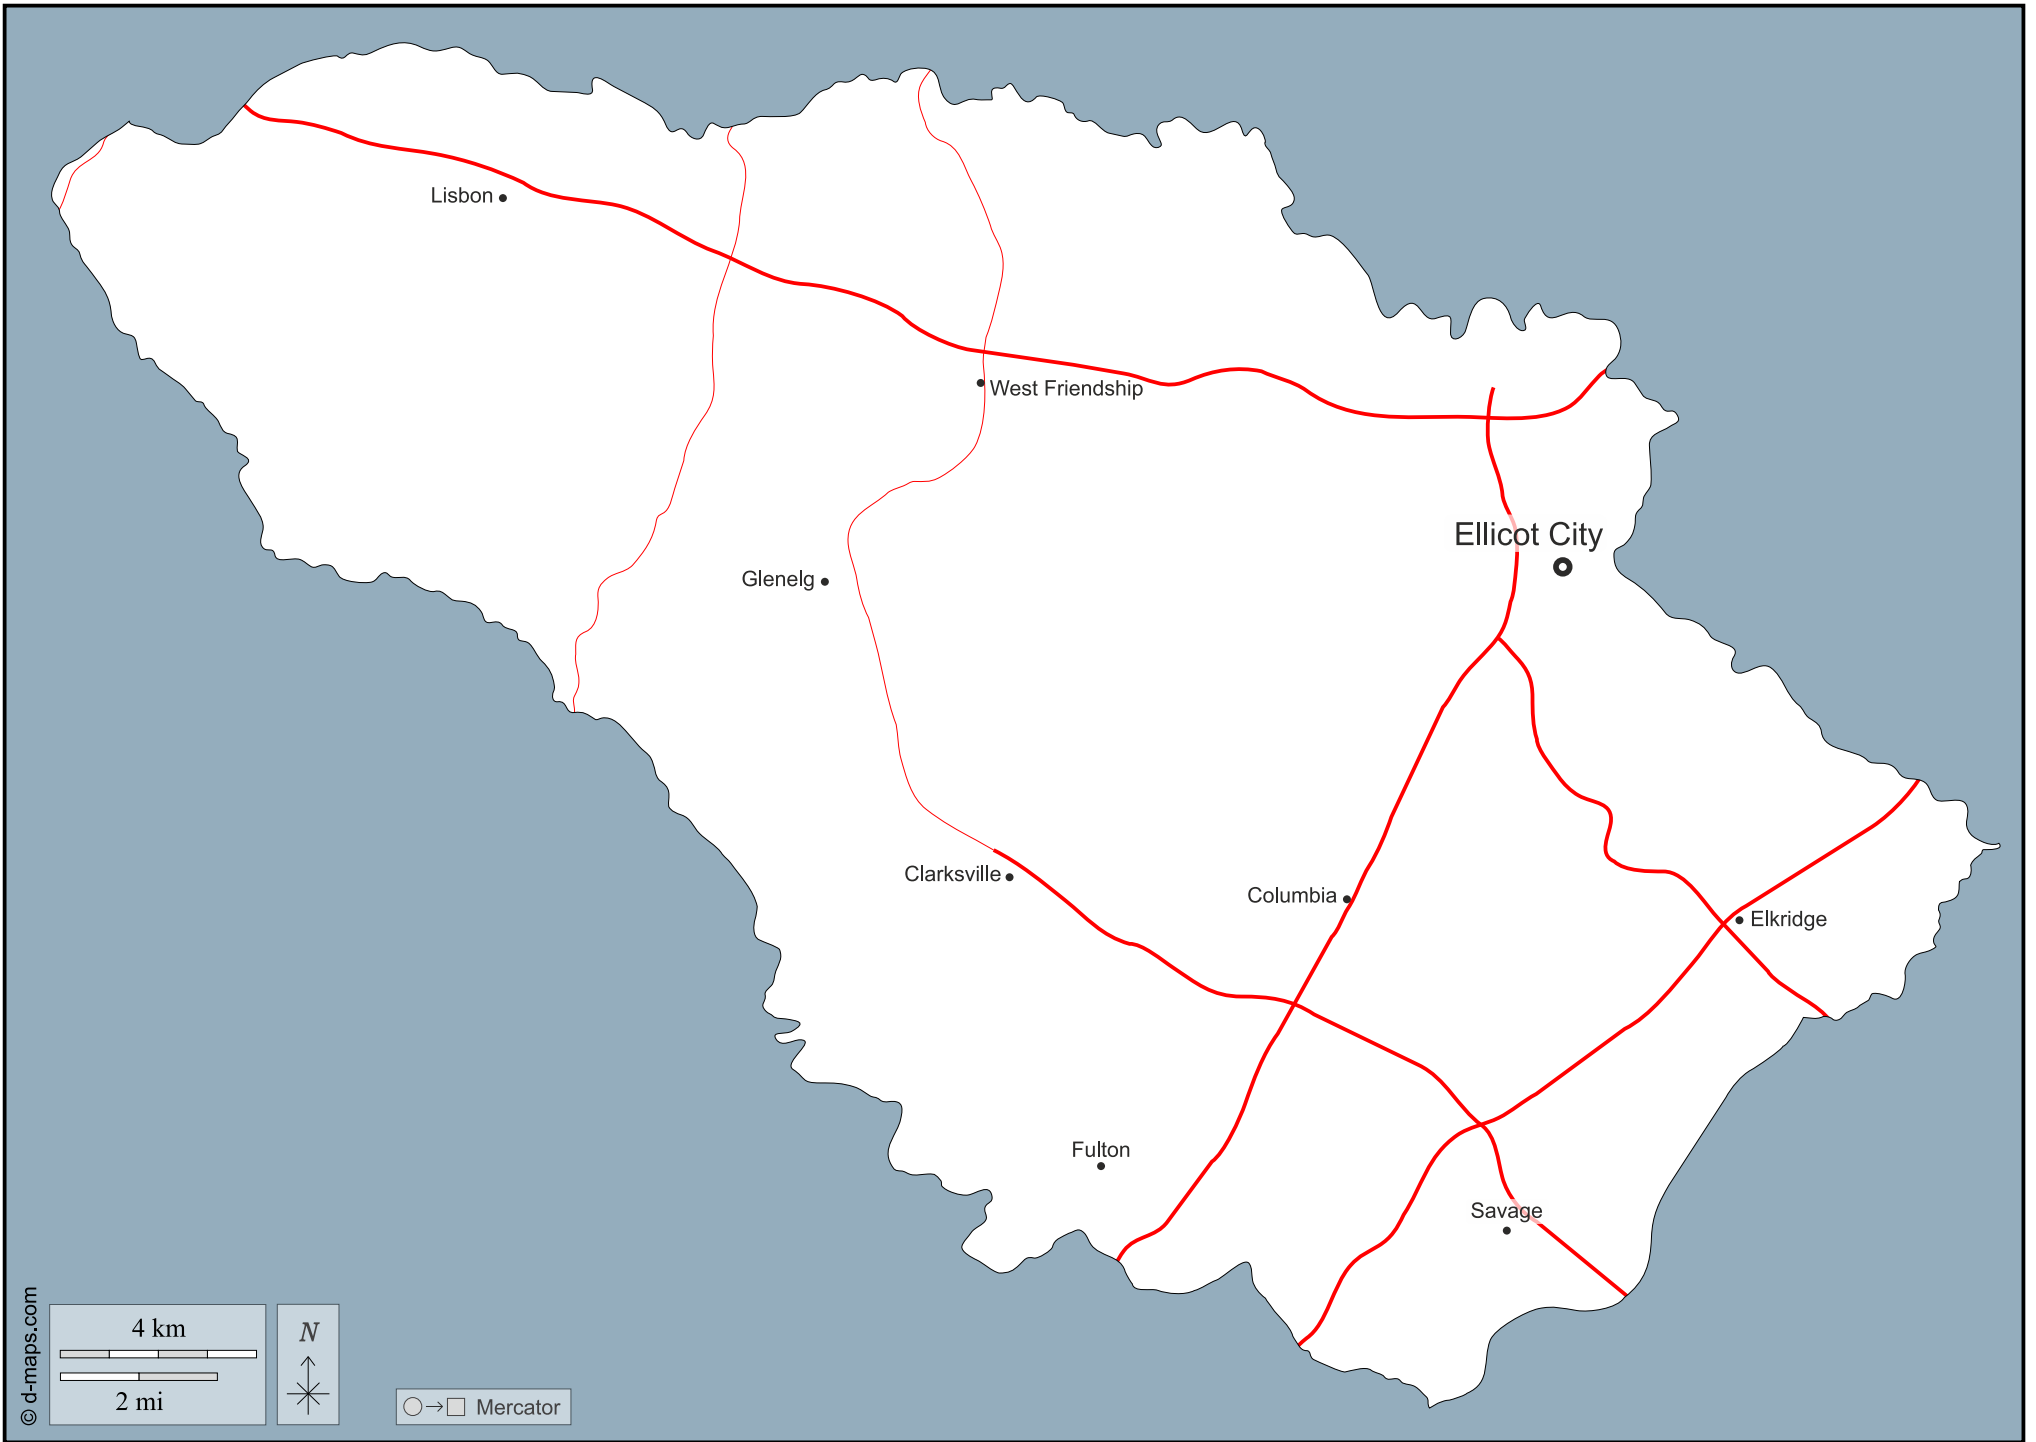 Lisbon
West Friendship
Ellicot City
Glenelg
Clarksville
Columbia
Elkridge
Fulton
Savage
© d-maps.com
4 km
2 mi
N
Mercator